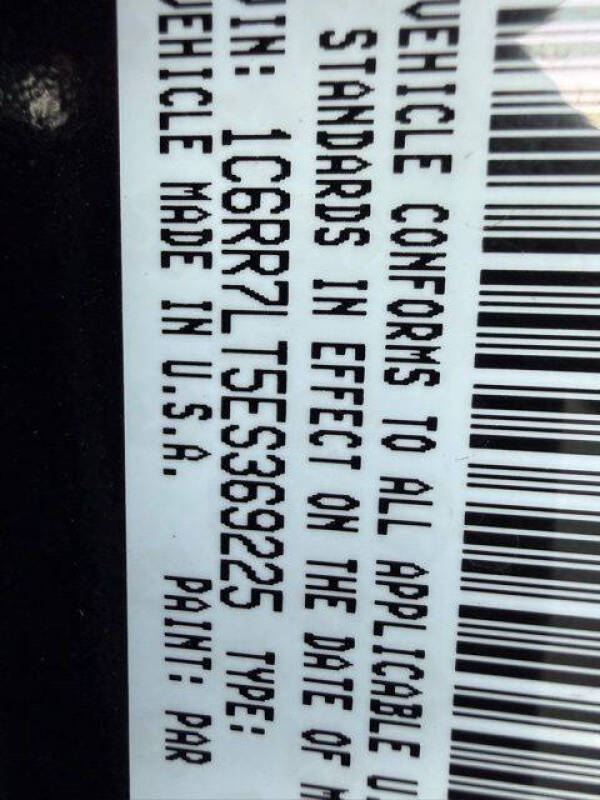 VEHICLE CONFORMS TO ALL APPLICABLE
STANDARDS IN EFFECT ON THE DATE OF
VIN: 1C6RR7LT5ES369225 TYPE:
VEHICLE MADE IN U.S.A. PAINT: PAR